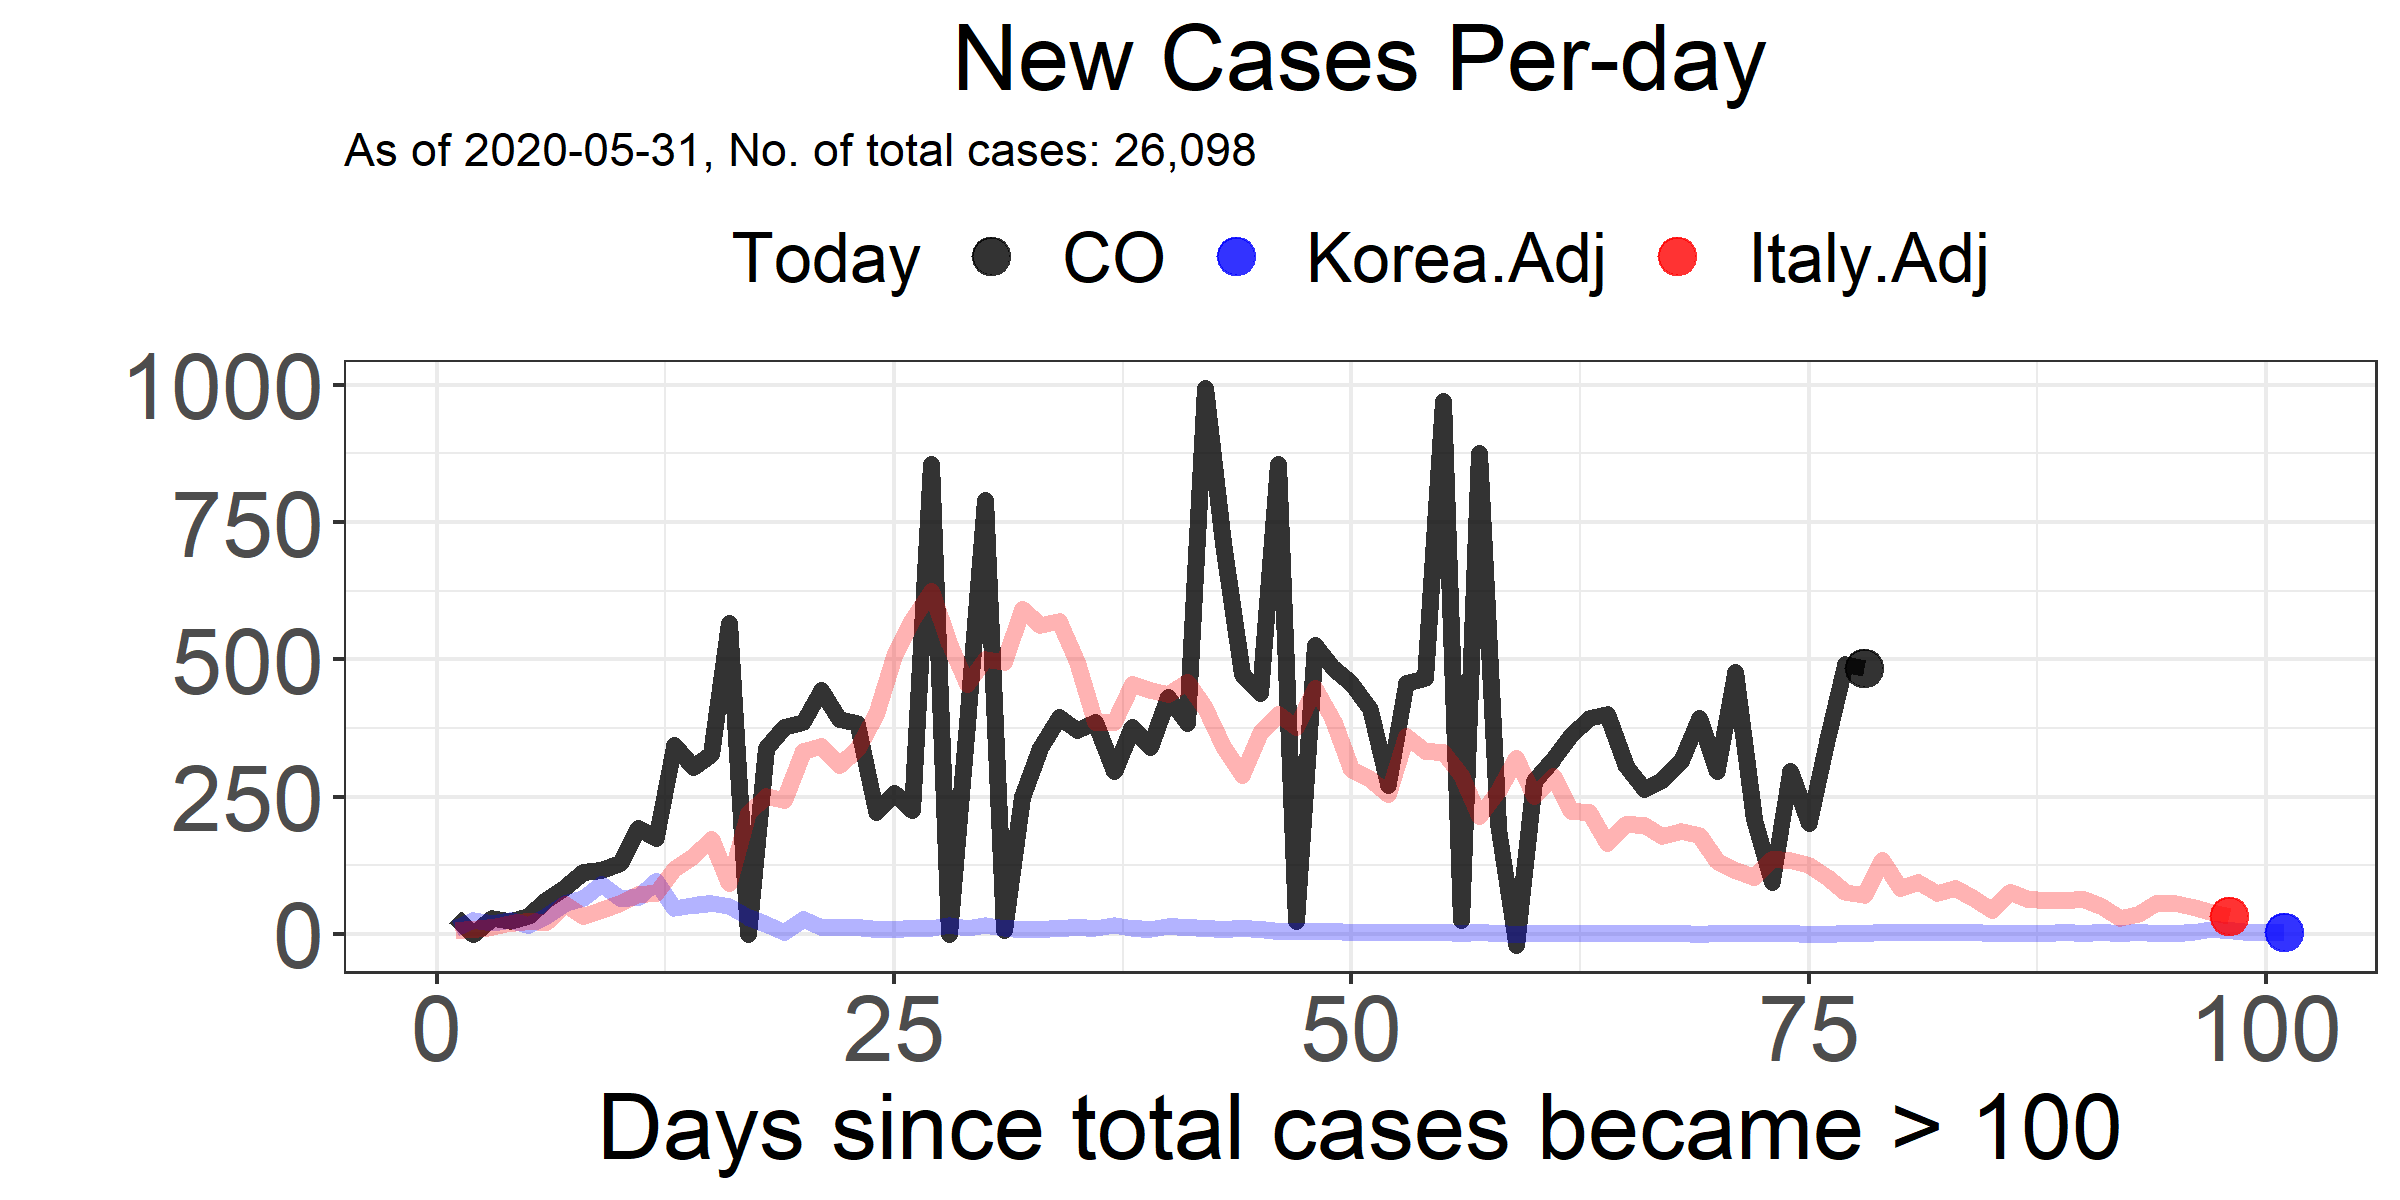 New Cases Per-day
As of 2020-05-31, No. of total cases: 26,098
Today CO Korea.Adj Italy.Adj
1000
750
500
250
0
0 25 50 75 100
Days since total cases became > 100